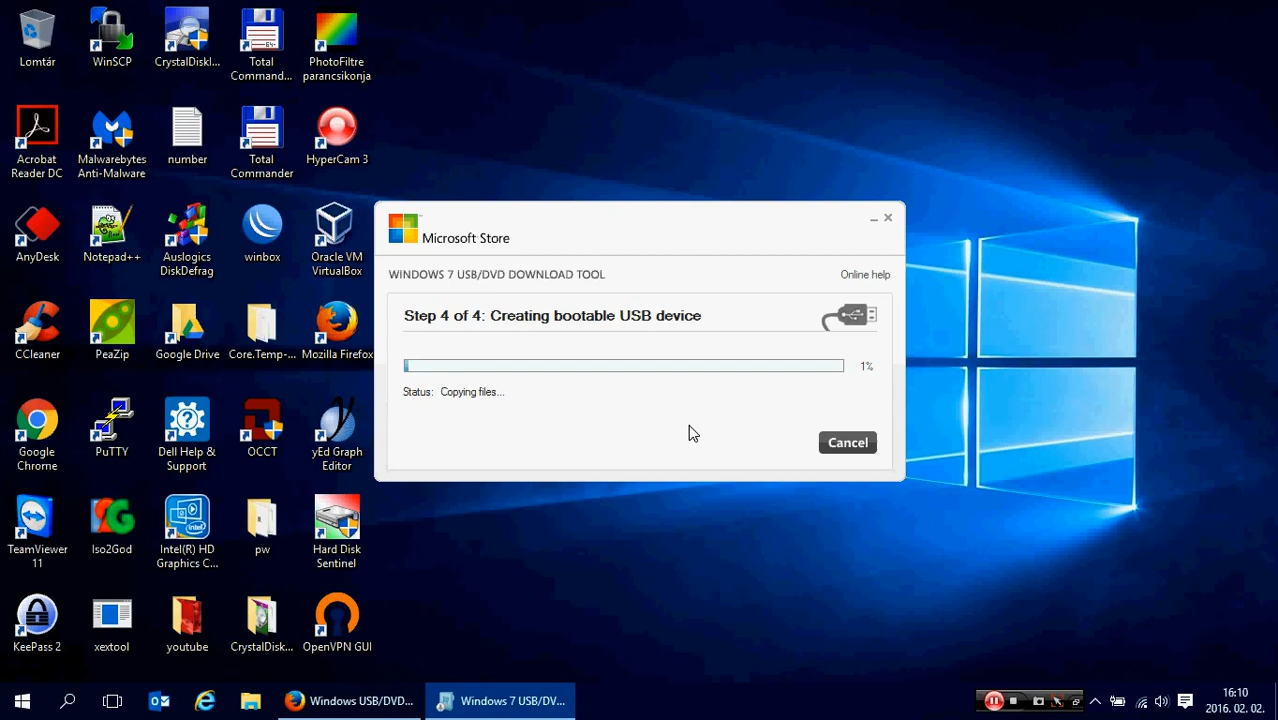 Lomtár
WinSCP
CrystalDiskI...
Total
Command...
PhotoFiltre
parancsikonja
Acrobat
Reader DC
Malwarebytes
Anti-Malware
number
Total
Commander
HyperCam 3
AnyDesk
Notepad++
Auslogics
DiskDefrag
winbox
Oracle VM
VirtualBox
CCleaner
PeaZip
Google Drive
Core.Temp-...
Mozilla Firefox
Google
Chrome
PuTTY
Dell Help &
Support
OCCT
yEd Graph
Editor
TeamViewer
11
Iso2God
Intel(R) HD
Graphics C...
pw
Hard Disk
Sentinel
KeePass 2
xextool
youtube
CrystalDisk...
OpenVPN GUI
Microsoft Store
WINDOWS 7 USB/DVD DOWNLOAD TOOL
Online help
Step 4 of 4: Creating bootable USB device
1%
Status: Copying files...
Cancel
Windows USB/DVD...
Windows 7 USB/DV...
16:10
2016. 02. 02.